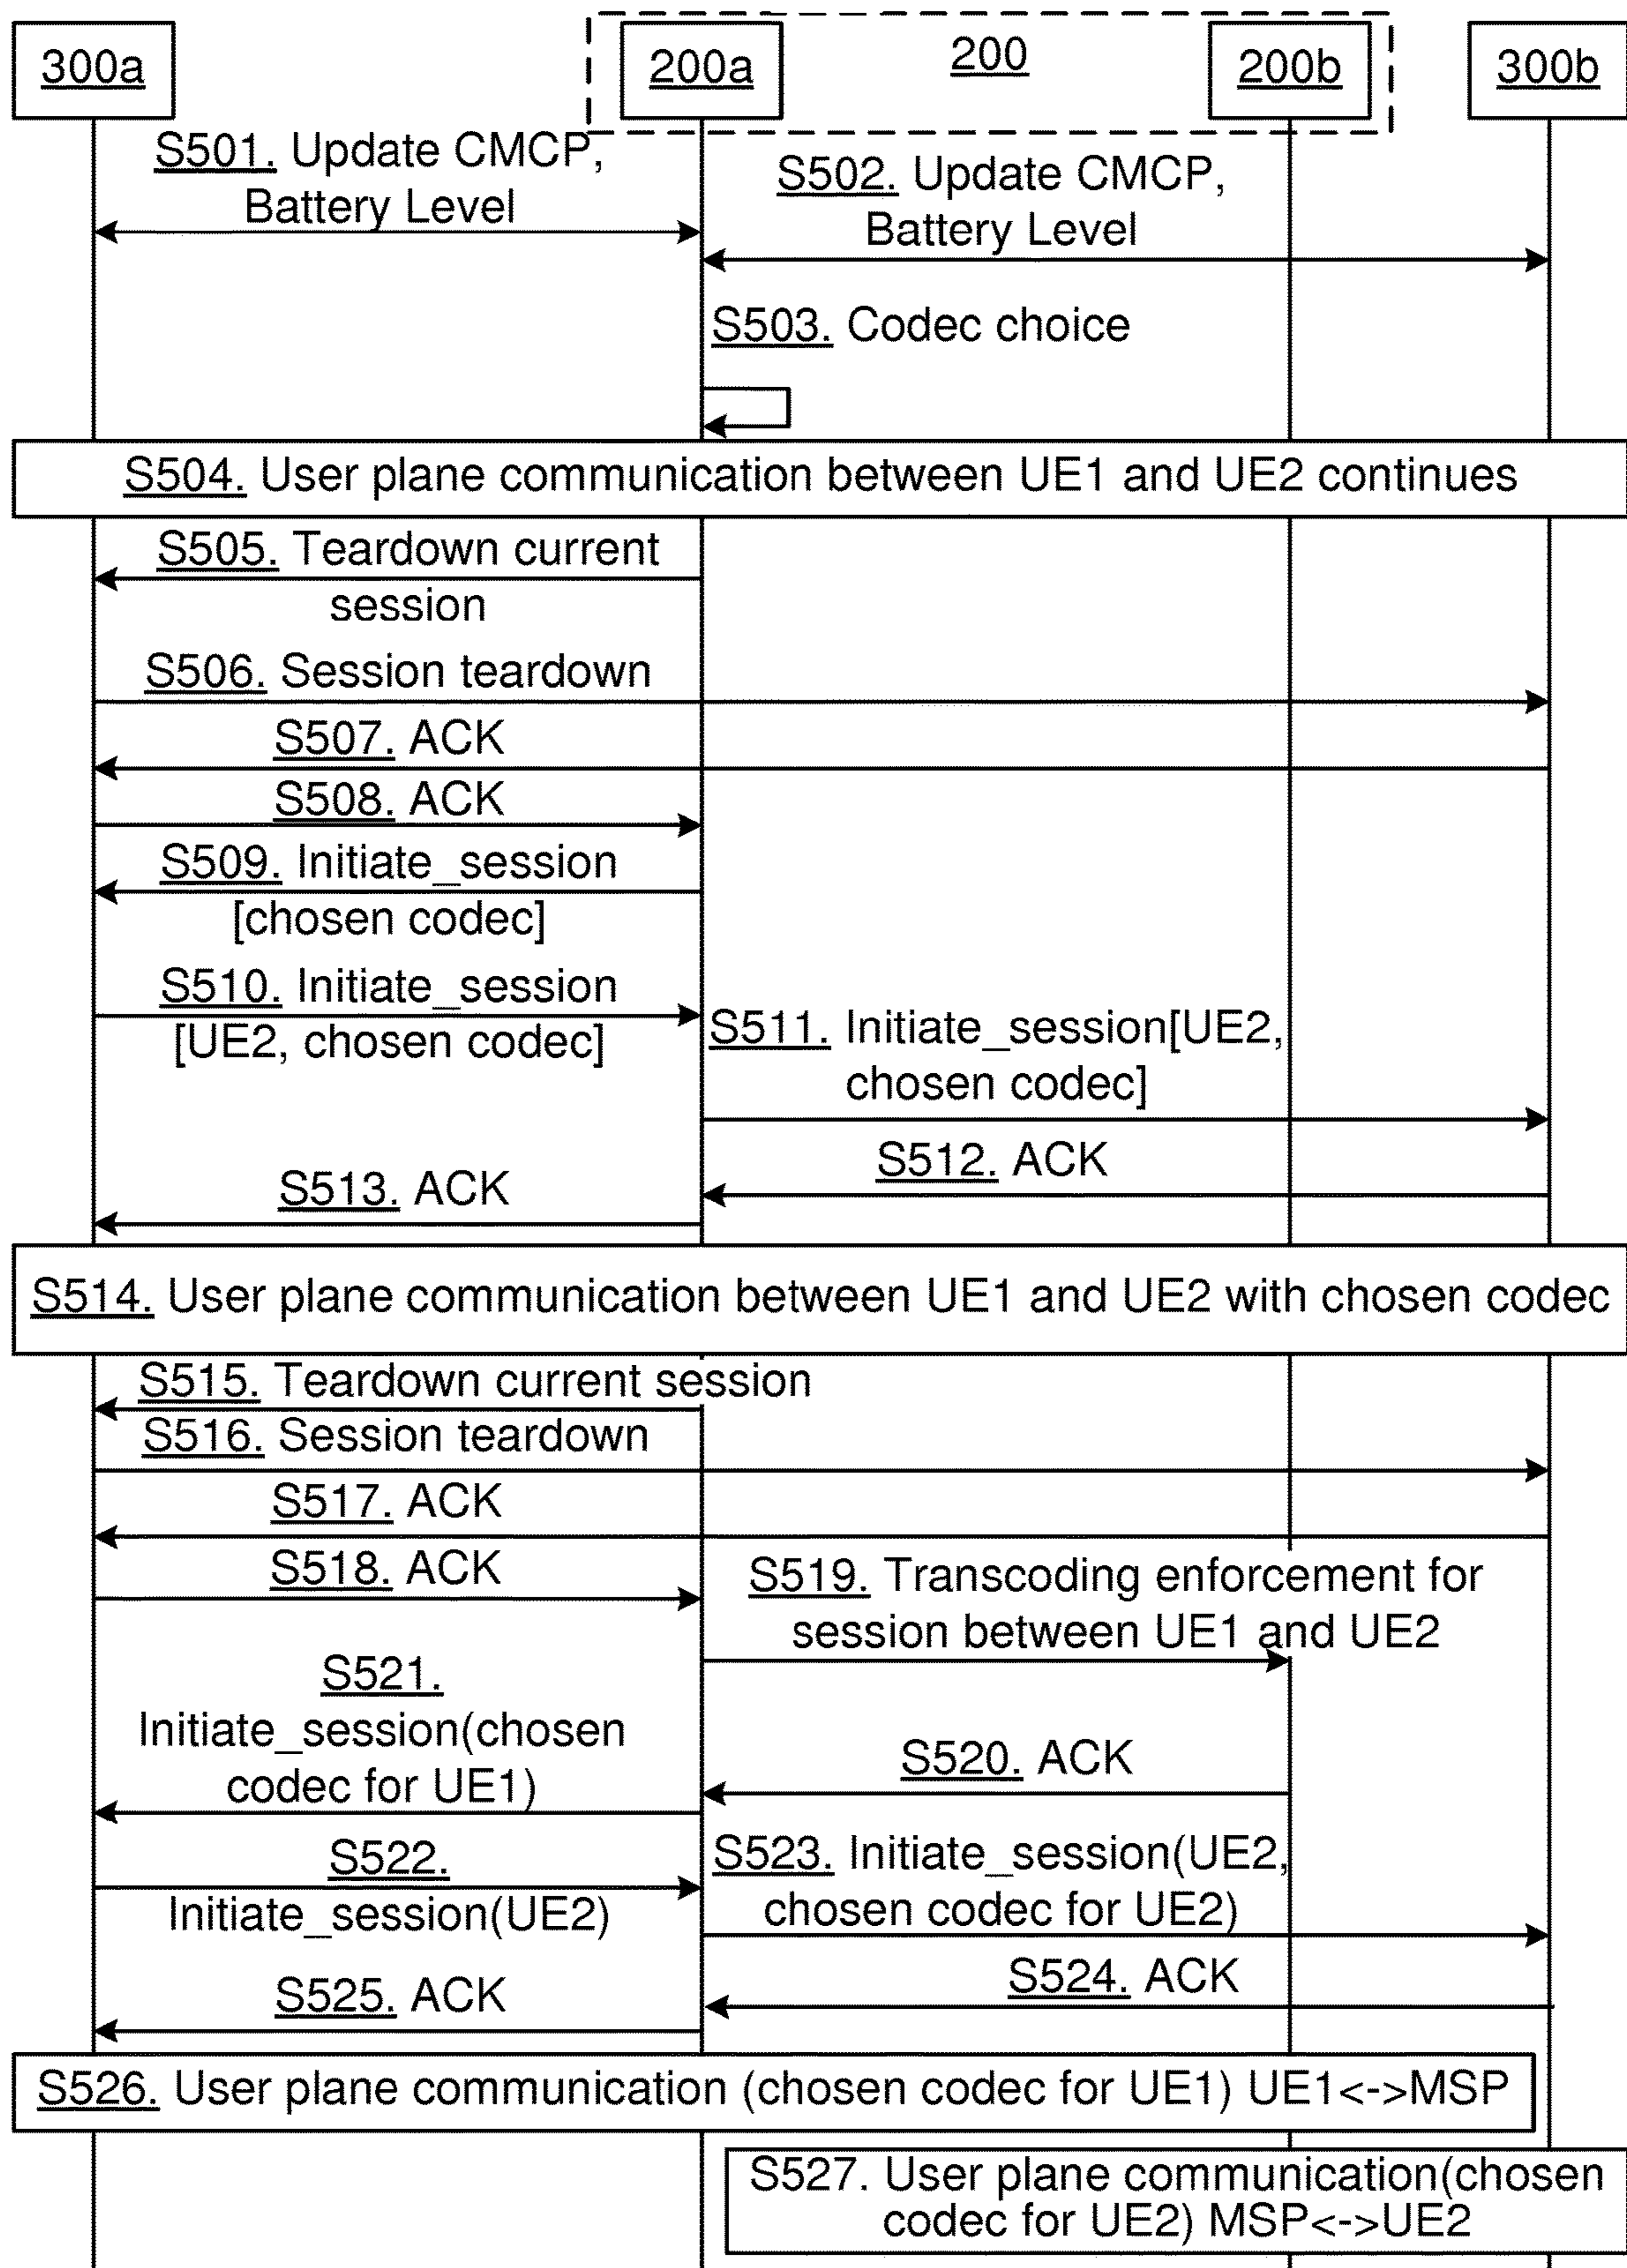 300a
200a
200
200b
300b
S501. Update CMCP,
Battery Level
S502. Update CMCP,
Battery Level
S503. Codec choice
S504. User plane communication between UE1 and UE2 continues
S505. Teardown current
session
S506. Session teardown
S507. ACK
S508. ACK
S509. Initiate_session
[chosen codec]
S510. Initiate_session
[UE2, chosen codec]
S511. Initiate_session[UE2,
chosen codec]
S512. ACK
S513. ACK
S514. User plane communication between UE1 and UE2 with chosen codec
S515. Teardown current session
S516. Session teardown
S517. ACK
S518. ACK
S519. Transcoding enforcement for
session between UE1 and UE2
S521.
Initiate_session(chosen
codec for UE1)
S520. ACK
S522.
Initiate_session(UE2)
S523. Initiate_session(UE2,
chosen codec for UE2)
S524. ACK
S525. ACK
S526. User plane communication (chosen codec for UE1) UE1<->MSP
S527. User plane communication(chosen
codec for UE2) MSP<->UE2